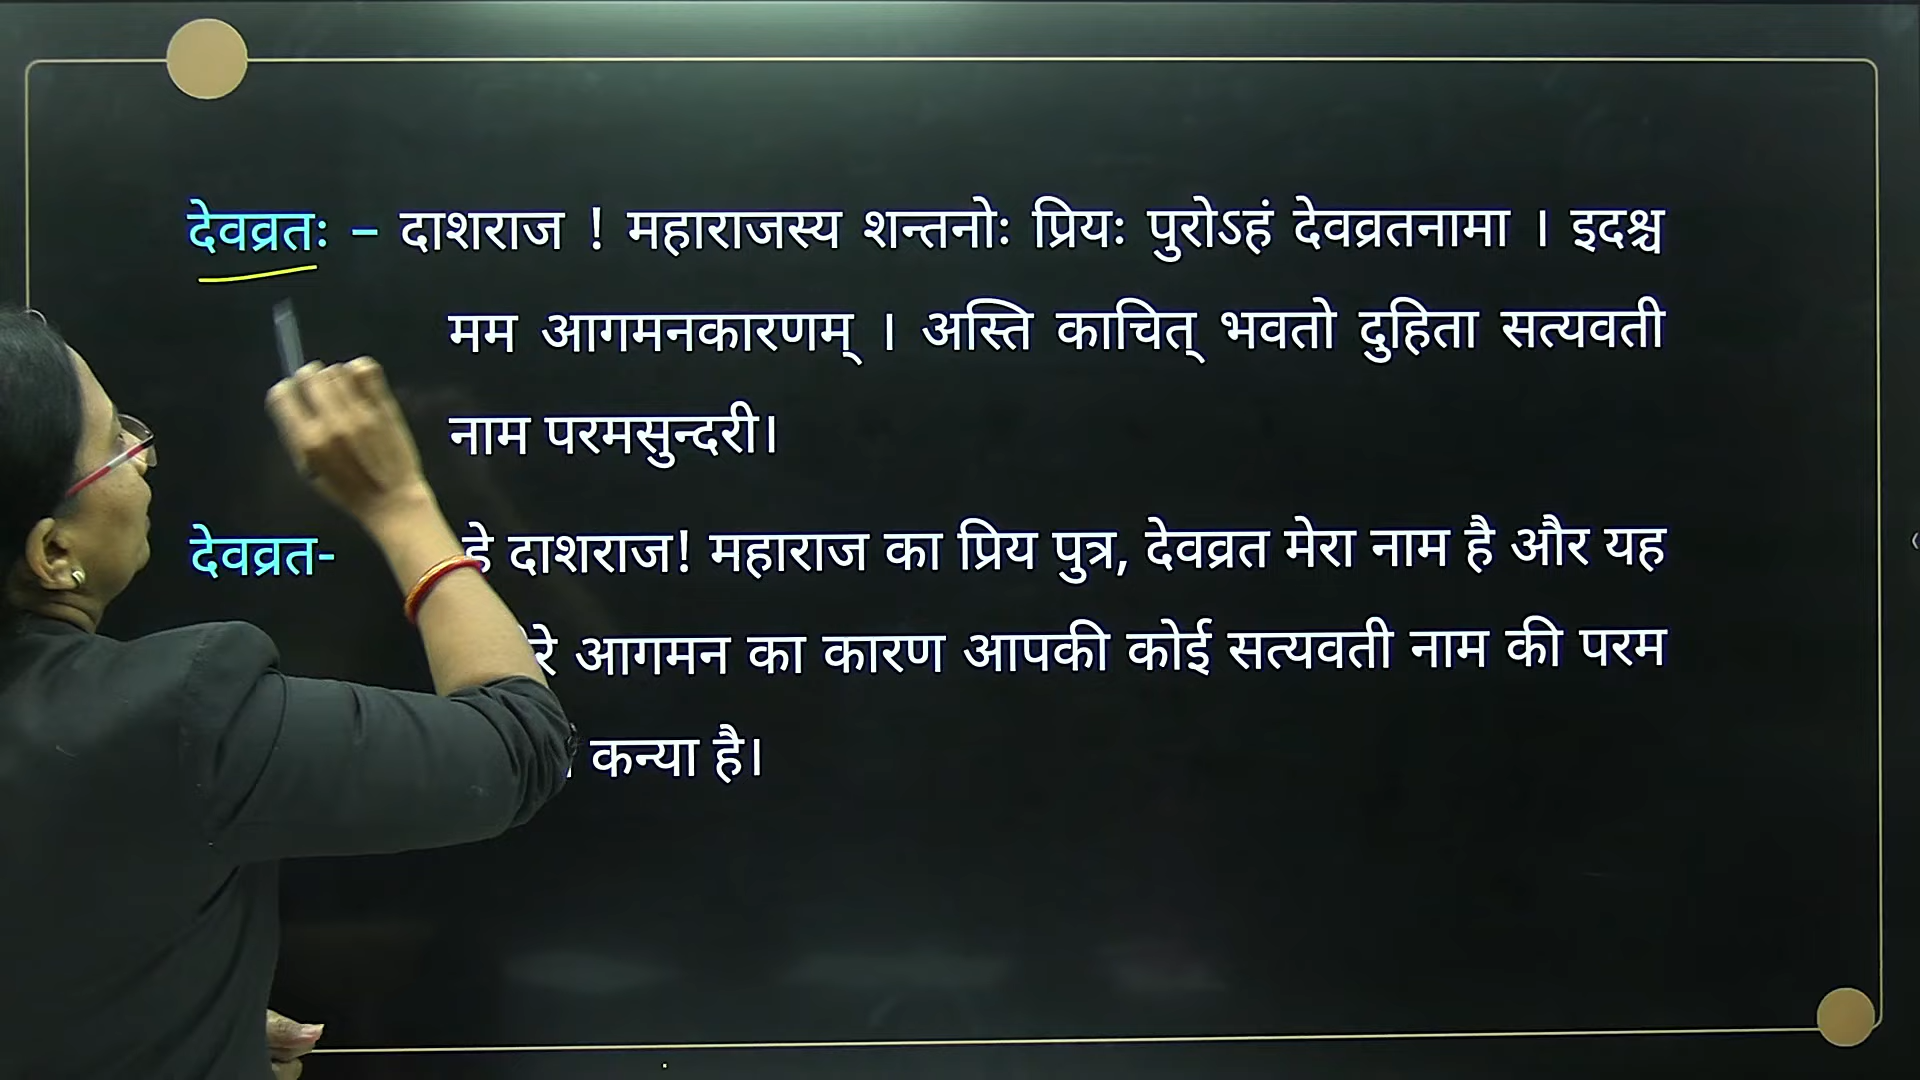 देवव्रतः – दाशराज ! महाराजस्य शन्तनोः प्रियः पुरोऽहं देवव्रतनामा । इदश्च
मम आगमनकारणम् । अस्ति काचित् भवतो दुहिता सत्यवती
नाम परमसुन्दरी।
देवव्रत- हे दाशराज! महाराज का प्रिय पुत्र, देवव्रत मेरा नाम है और यह
आगमन का कारण आपकी कोई सत्यवती नाम की परम
कन्या है।